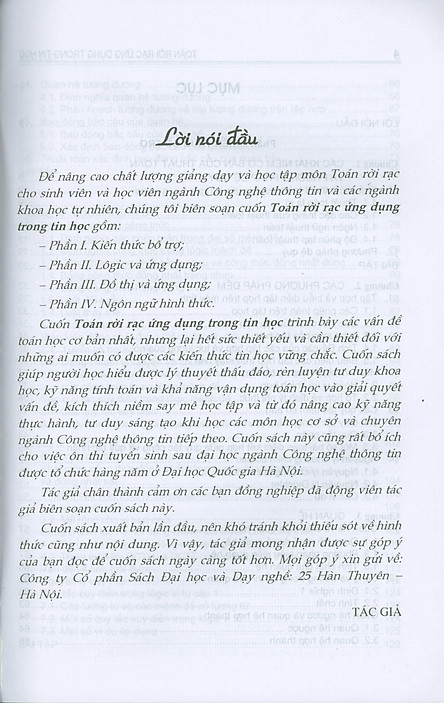 Lời nói đầu
Để nâng cao chất lượng giảng dạy và học tập môn Toán rời rạc
cho sinh viên và học viên ngành Công nghệ thông tin và các ngành
khoa học tự nhiên, chúng tôi biên soạn cuốn Toán rời rạc ứng dụng
trong tin học gồm:
– Phần I. Kiến thức bổ trợ;
– Phần II. Lôgic và ứng dụng;
– Phần III. Đồ thị và ứng dụng;
– Phần IV. Ngôn ngữ hình thức.
Cuốn Toán rời rạc ứng dụng trong tin học trình bày các vấn đề
toán học cơ bản nhất, nhưng lại hết sức thiết yếu và cần thiết đối với
những ai muốn có được các kiến thức tin học vững chắc. Cuốn sách
giúp người học hiểu được lý thuyết thấu đáo, rèn luyện tư duy khoa
học, kỹ năng tính toán và khả năng vận dụng toán học vào giải quyết
vấn đề, kích thích niềm say mê học tập và từ đó nâng cao kỹ năng
thực hành, tư duy sáng tạo khi học các môn học cơ sở và chuyên
ngành Công nghệ thông tin tiếp theo. Cuốn sách này cũng rất bổ ích
cho việc ôn thi tuyển sinh sau đại học ngành Công nghệ thông tin
được tổ chức hàng năm ở Đại học Quốc gia Hà Nội.
Tác giả chân thành cảm ơn các bạn đồng nghiệp đã động viên tác
giả biên soạn cuốn sách này.
Cuốn sách xuất bản lần đầu, nên khó tránh khỏi thiếu sót về hình
thức cũng như nội dung. Vì vậy, tác giả mong nhận được sự góp ý
của bạn đọc để cuốn sách ngày càng tốt hơn. Mọi góp ý xin gửi về:
Công ty Cổ phần Sách Đại học và Dạy nghề: 25 Hàn Thuyên –
Hà Nội.
TÁC GIẢ